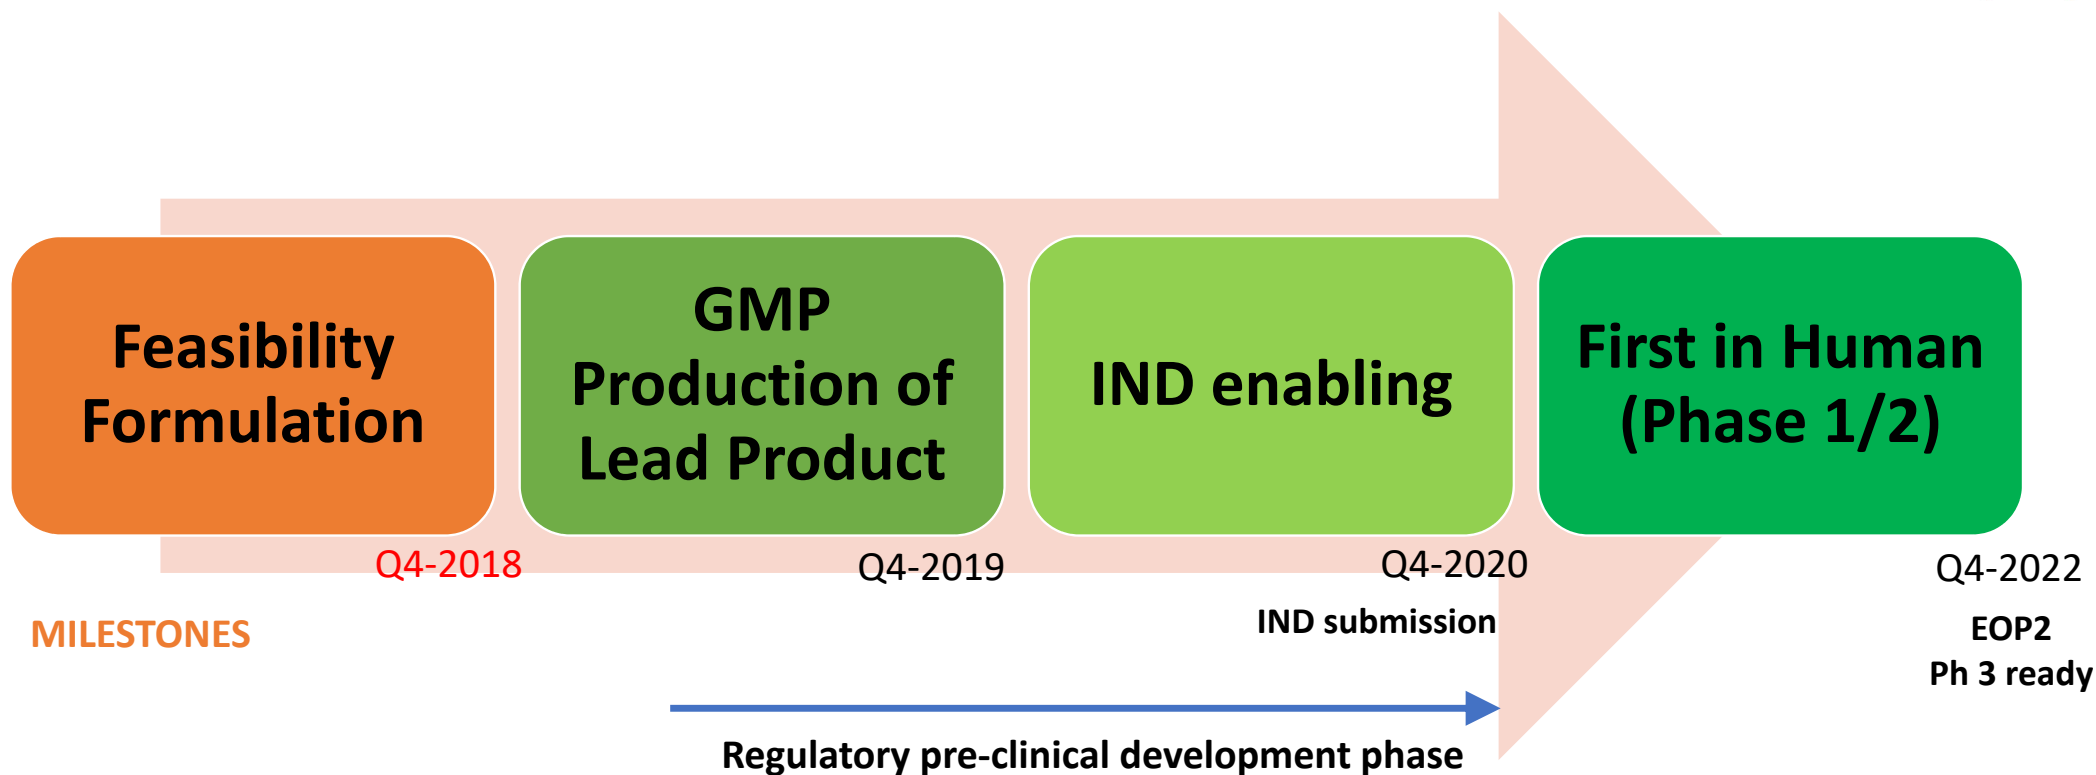 Feasibility
Formulation
GMP
Production of
Lead Product
IND enabling
First in Human
(Phase 1/2)
Q4-2018
Q4-2019
Q4-2020
Q4-2022
MILESTONES
IND submission
EOP2
Ph 3 ready
Regulatory pre-clinical development phase